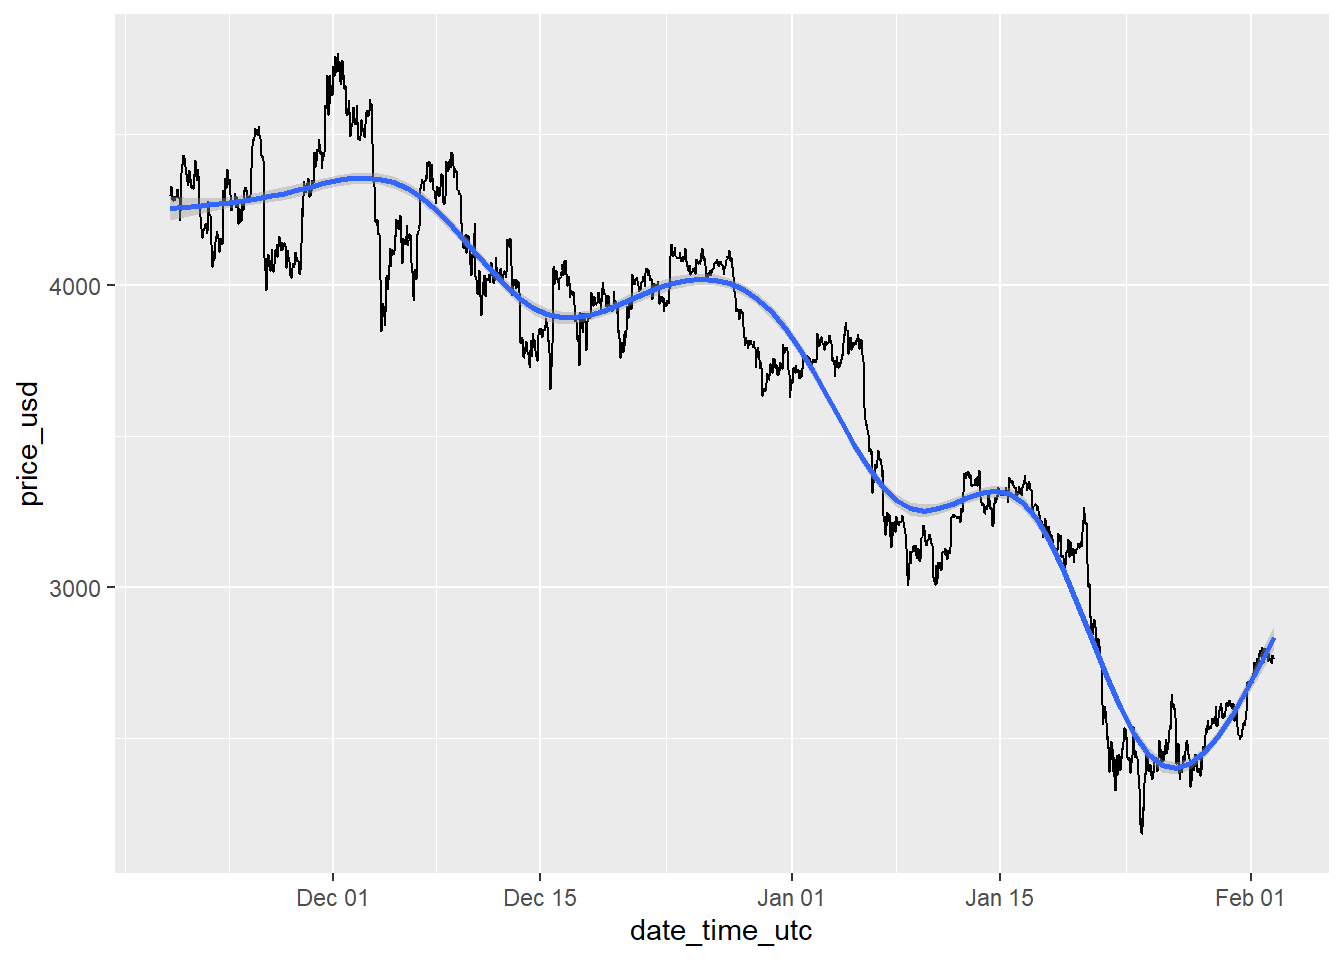 price_usd
4000
3000
Dec 01
Dec 15
Jan 01
Jan 15
Feb 01
date_time_utc